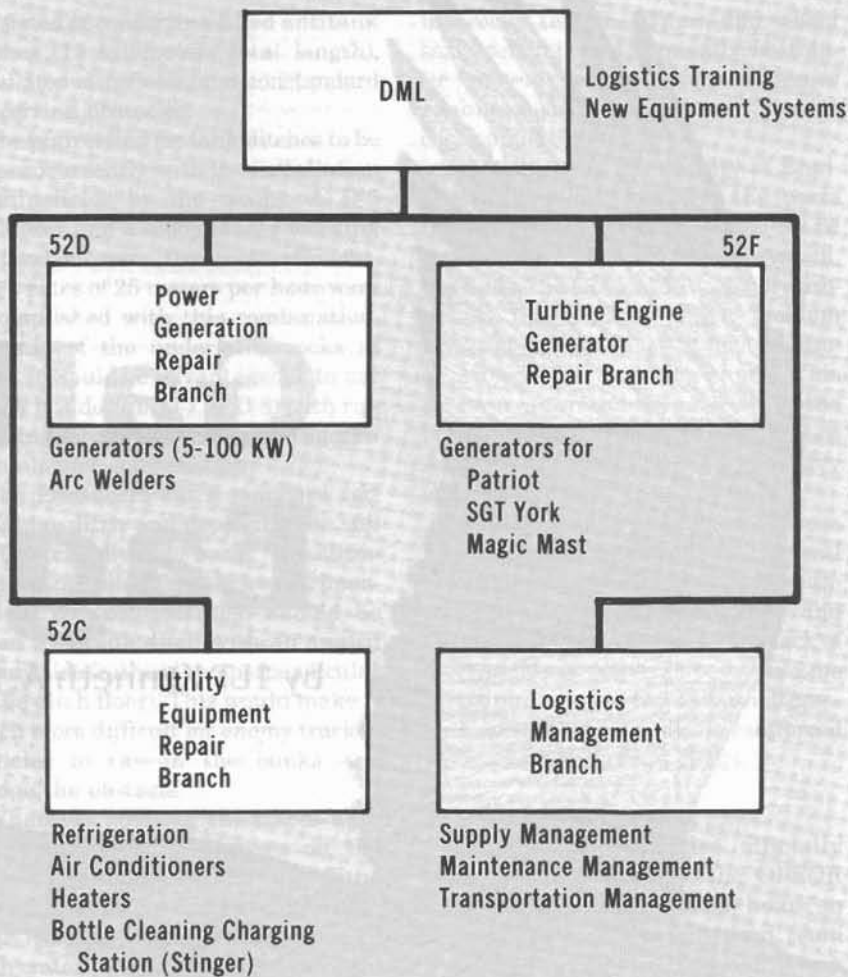 DML
Logistics Training
New Equipment Systems
52D
Power
Generation
Repair
Branch
Generators (5-100 KW)
Arc Welders
52F
Turbine Engine
Generator
Repair Branch
Generators for
Patriot
SGT York
Magic Mast
52C
Utility
Equipment
Repair
Branch
Refrigeration
Air Conditioners
Heaters
Bottle Cleaning Charging
Station (Stinger)
Logistics
Management
Branch
Supply Management
Maintenance Management
Transportation Management